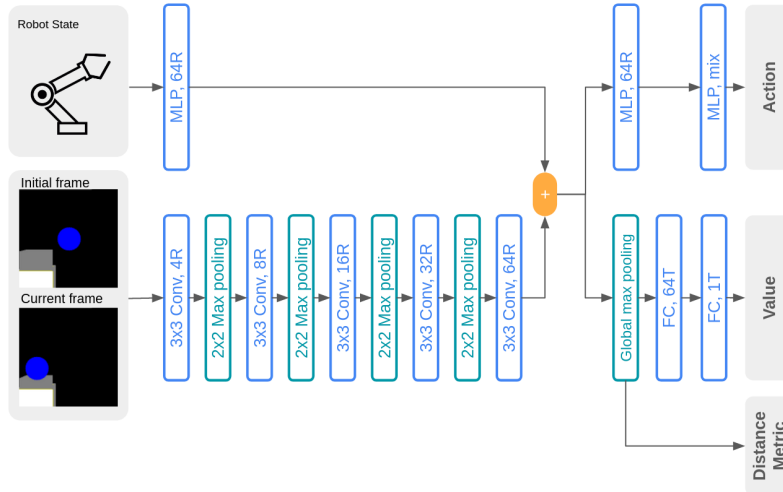 Robot State
MLP, 64R
MLP, 64R
MLP, mix
Action
Initial frame
Current frame
3x3 Conv, 4R
2x2 Max pooling
3x3 Conv, 8R
2x2 Max pooling
3x3 Conv, 16R
2x2 Max pooling
3x3 Conv, 32R
2x2 Max pooling
3x3 Conv, 64R
+
Global max pooling
FC, 64T
FC, 1T
Value
Distance
Metric